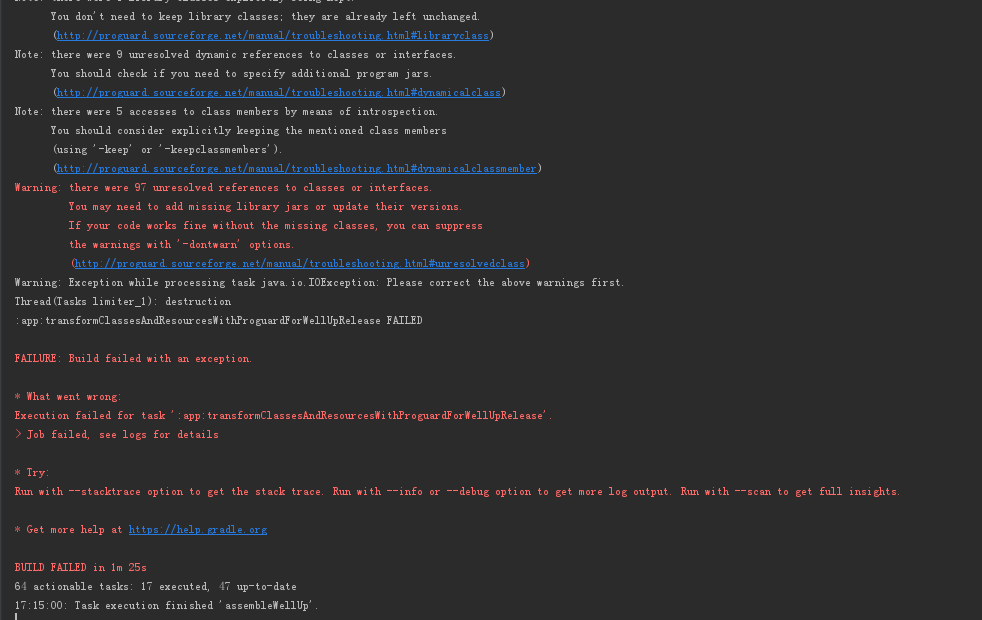 You don't need to keep library classes; they are already left unchanged.
(http://proguard.sourceforge.net/manual/troubleshooting.html#libraryclass)
Note: there were 9 unresolved dynamic references to classes or interfaces.
You should check if you need to specify additional program jars.
(http://proguard.sourceforge.net/manual/troubleshooting.html#dynamicalclass)
Note: there were 5 accesses to class members by means of introspection.
You should consider explicitly keeping the mentioned class members
(using '-keep' or '-keepclassmembers').
(http://proguard.sourceforge.net/manual/troubleshooting.html#dynamicalclassmember)
Warning: there were 97 unresolved references to classes or interfaces.
You may need to add missing library jars or update their versions.
If your code works fine without the missing classes, you can suppress
the warnings with '-dontwarn' options.
(http://proguard.sourceforge.net/manual/troubleshooting.html#unresolvedclass)
Warning: Exception while processing task java.io.IOException: Please correct the above warnings first.
Thread(Tasks limiter_1): destruction
:app:transformClassesAndResourcesWithProguardForWellUpRelease FAILED
FAILURE: Build failed with an exception.
* What went wrong:
Execution failed for task ':app:transformClassesAndResourcesWithProguardForWellUpRelease'.
> Job failed, see logs for details
* Try:
Run with --stacktrace option to get the stack trace. Run with --info or --debug option to get more log output. Run with --scan to get full insights.
* Get more help at https://help.gradle.org
BUILD FAILED in 1m 25s
64 actionable tasks: 17 executed, 47 up-to-date
17:15:00: Task execution finished 'assembleWellUp'.